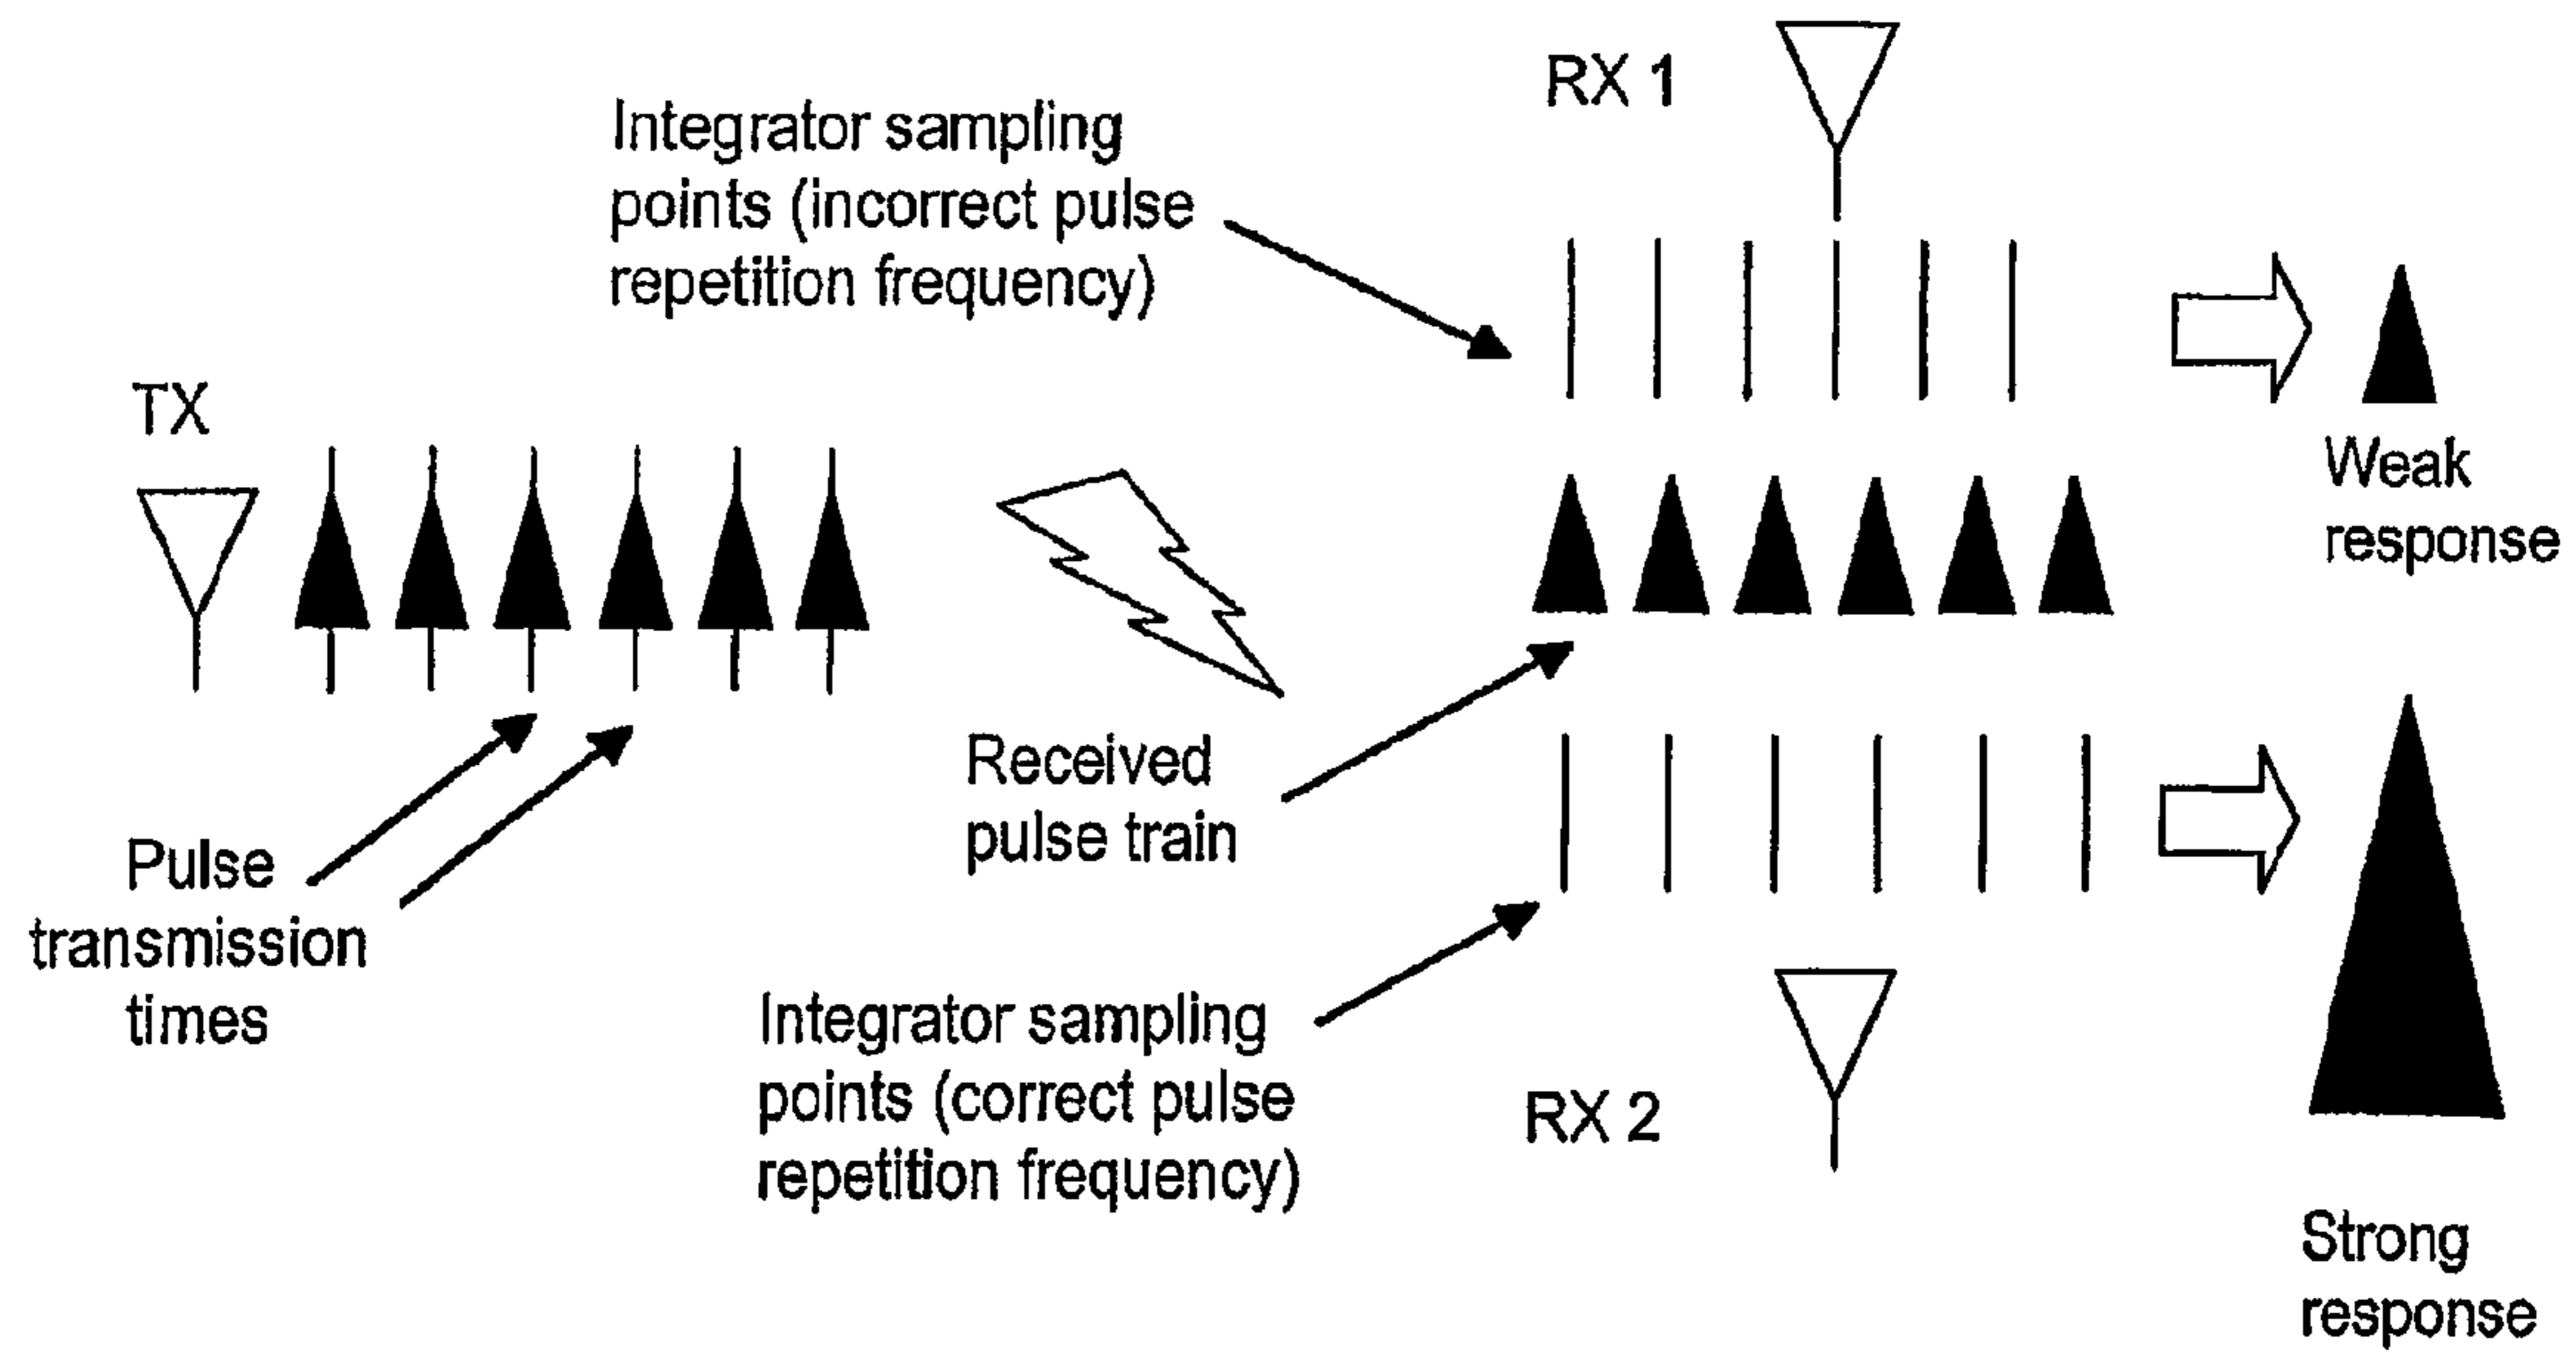 RX 1
Integrator sampling
points (incorrect pulse
repetition frequency)
TX
Weak
response
Received
pulse train
Pulse
transmission
times
Integrator sampling
points (correct pulse
repetition frequency)
RX 2
Strong
response